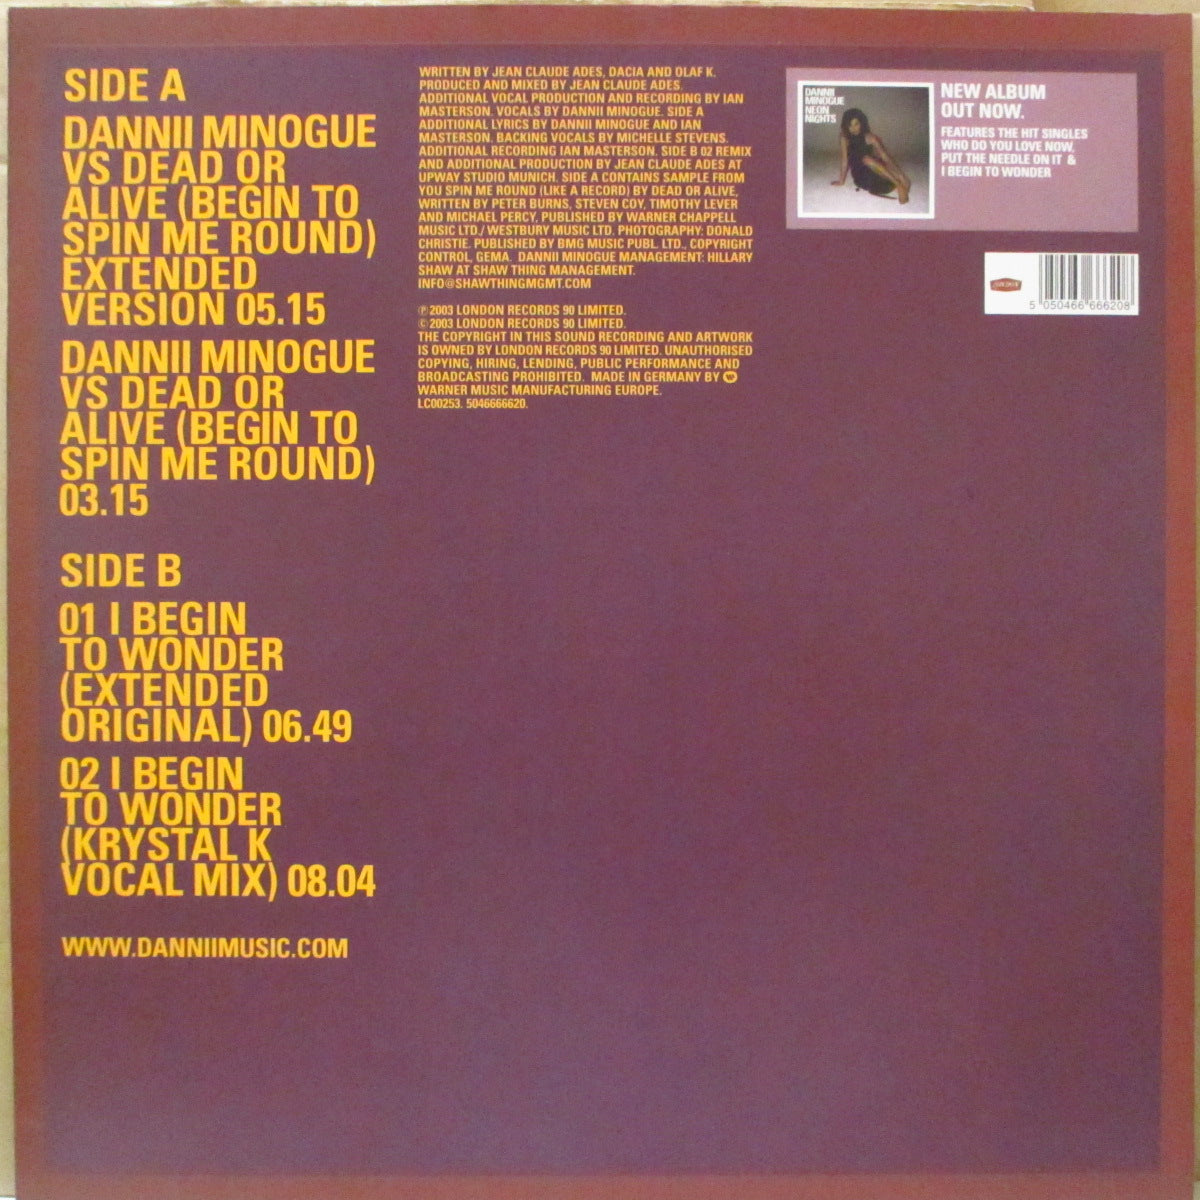 SIDE A
DANNII MINOGUE
VS DEAD OR
ALIVE (BEGIN TO
SPIN ME ROUND)
EXTENDED
VERSION 05.15
DANNII MINOGUE
VS DEAD OR
ALIVE (BEGIN TO
SPIN ME ROUND)
03.15
SIDE B
01 I BEGIN
TO WONDER
(EXTENDED
ORIGINAL) 06.49
02 I BEGIN
TO WONDER
(KRYSTAL K
VOCAL MIX) 08.04
WWW.DANNIIMUSIC.COM
WRITTEN BY JEAN CLAUDE ADES, DACIA AND OLAF K.
PRODUCED AND MIXED BY JEAN CLAUDE ADES.
ADDITIONAL VOCAL PRODUCTION AND RECORDING BY IAN
MASTERSON. VOCALS BY DANNII MINOGUE. SIDE A
ADDITIONAL LYRICS BY DANNII MINOGUE AND IAN
MASTERSON, BACKING VOCALS BY MICHELLE STEVENS.
ADDITIONAL RECORDING IAN MASTERSON. SIDE B 02 REMIX
AND ADDITIONAL PRODUCTION BY JEAN CLAUDE ADES AT
UPWAY STUDIO MUNICH. SIDE A CONTAINS SAMPLE FROM
YOU SPIN ME ROUND (LIKE A RECORD) BY DEAD OR ALIVE,
WRITTEN BY PETER BURNS, STEVEN COY, TIMOTHY LEVER
AND MICHAEL PERCY, PUBLISHED BY WARNER CHAPPELL
MUSIC LTD./ WESTBURY MUSIC LTD. PHOTOGRAPHY: DONALD
CHRISTIE. PUBLISHED BY BMG MUSIC PUBL. LTD., COPYRIGHT
CONTROL, GEMA. DANNII MINOGUE MANAGEMENT: HILLARY
SHAW AT SHAW THING MANAGEMENT.
INFO@SHAWTHINGMGMT.COM
℗ 2003 LONDON RECORDS 90 LIMITED.
© 2003 LONDON RECORDS 90 LIMITED.
THE COPYRIGHT IN THIS SOUND RECORDING AND ARTWORK
IS OWNED BY LONDON RECORDS 90 LIMITED. UNAUTHORISED
COPYING, HIRING, LENDING, PUBLIC PERFORMANCE AND
BROADCASTING PROHIBITED. MADE IN GERMANY BY
WARNER MUSIC MANUFACTURING EUROPE.
LC00253. 5046666620.
DANNII
MINOGUE
NEON
NIGHTS
NEW ALBUM
OUT NOW.
FEATURES THE HIT SINGLES
WHO DO YOU LOVE NOW,
PUT THE NEEDLE ON IT &
I BEGIN TO WONDER
LONDON
5 050466 666208